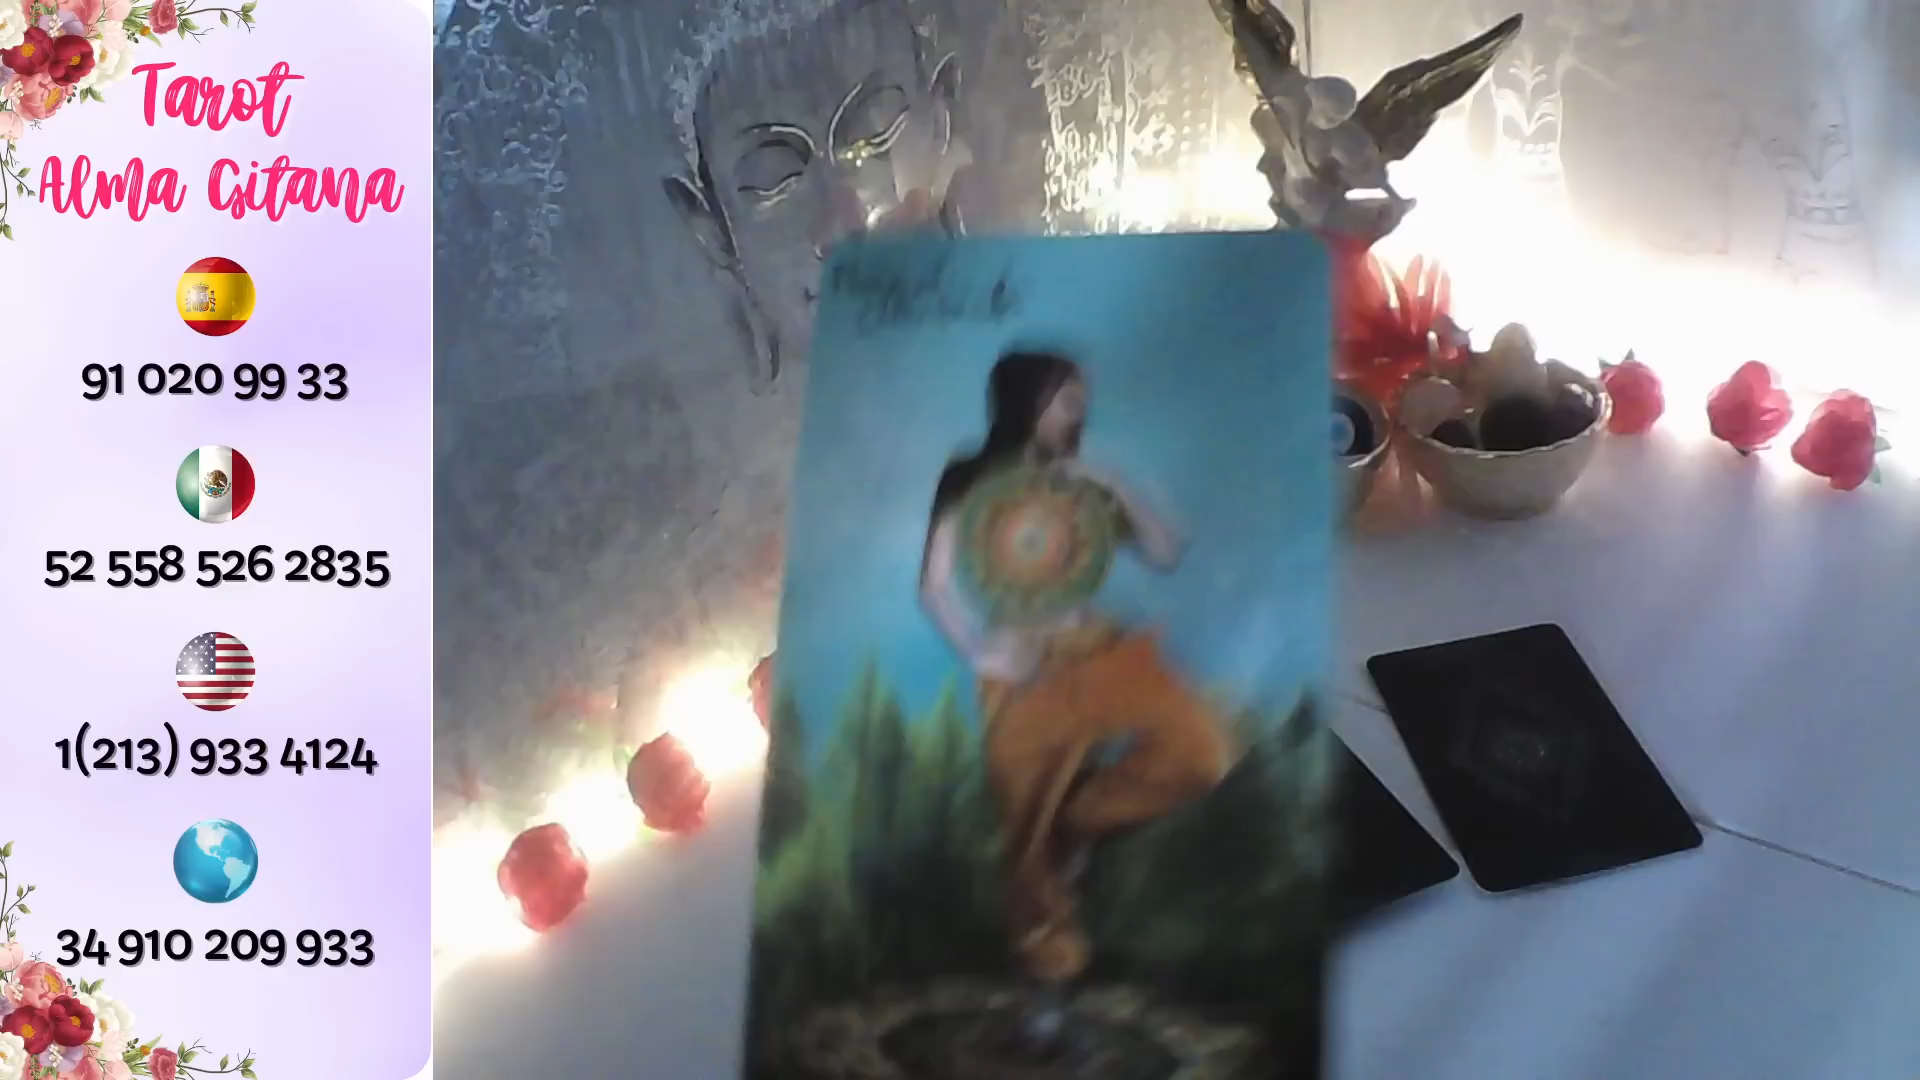 Tarot
Alma Gitana
91 020 99 33
52 558 526 2835
1(213) 933 4124
34 910 209 933